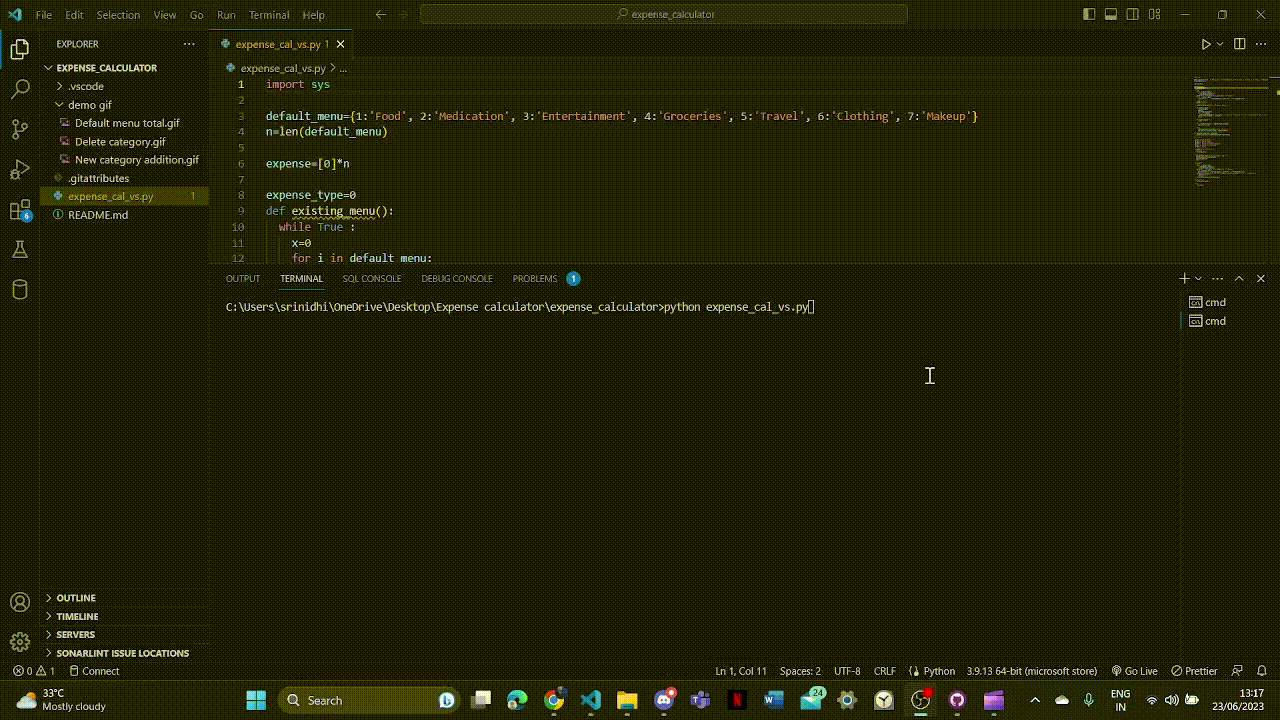 File Edit Selection View Go Run Terminal Help
expense_calculator
EXPLORER
EXPENSE_CALCULATOR
.vscode
demo gif
Default menu total.gif
Delete category.gif
New category addition.gif
.gitattributes
expense_cal_vs.py 1
README.md
OUTLINE
TIMELINE
SERVERS
SONARLINT ISSUE LOCATIONS
expense_cal_vs.py 1
expense_cal_vs.py > ...
1 import sys
2
3 default_menu={1:'Food', 2:'Medication', 3:'Entertainment', 4:'Groceries', 5:'Travel', 6:'Clothing', 7:'Makeup'}
4 n=len(default_menu)
5
6 expense=[0]*n
7
8 expense_type=0
9 def existing_menu():
10 while True :
11 x=0
12 for i in default_menu:
OUTPUT TERMINAL SQL CONSOLE DEBUG CONSOLE PROBLEMS 1
C:\Users\srinidhi\OneDrive\Desktop\Expense calculator\expense_calculator>python expense_cal_vs.py
cmd
cmd
6
0 1 Connect
Ln 1, Col 11 Spaces: 2 UTF-8 CRLF Python 3.9.13 64-bit (microsoft store) Go Live Prettier
33°C
Mostly cloudy
Search
24
ENG
IN
13:17
23/06/2023